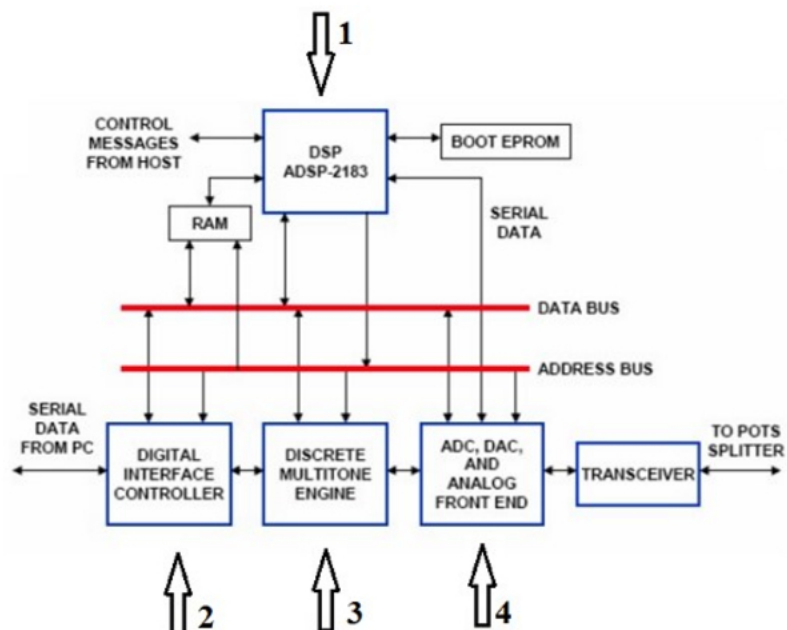 1
CONTROL
MESSAGES
FROM HOST
DSP
ADSP-2183
BOOT EPROM
RAM
SERIAL
DATA
DATA BUS
ADDRESS BUS
SERIAL
DATA
FROM PC
DIGITAL
INTERFACE
CONTROLLER
DISCRETE
MULTITONE
ENGINE
ADC, DAC,
AND
ANALOG
FRONT END
TRANSCEIVER
TO POTS
SPLITTER
2
3
4